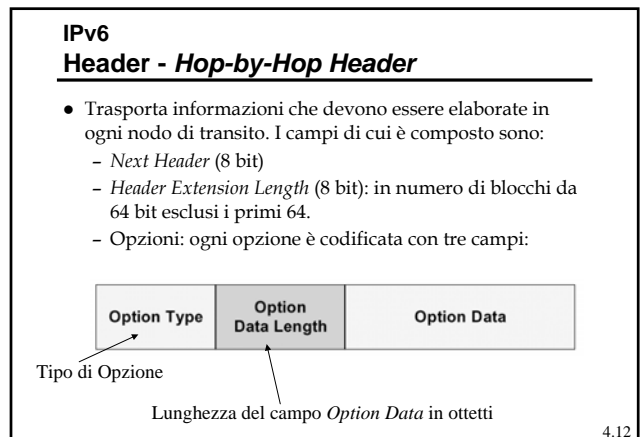 IPv6
Header - Hop-by-Hop Header
● Trasporta informazioni che devono essere elaborate in
ogni nodo di transito. I campi di cui è composto sono:
– Next Header (8 bit)
– Header Extension Length (8 bit): in numero di blocchi da
64 bit esclusi i primi 64.
– Opzioni: ogni opzione è codificata con tre campi:
Option Type
Option
Data Length
Option Data
Tipo di Opzione
Lunghezza del campo Option Data in ottetti
4.12